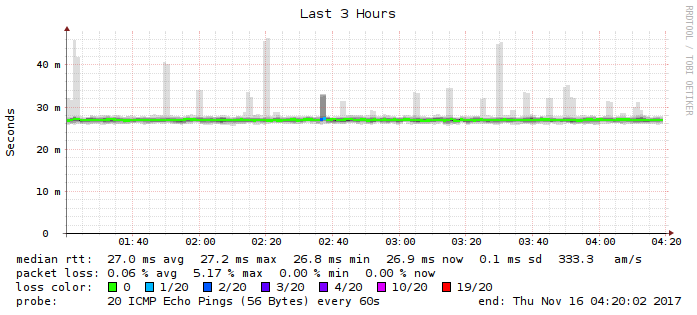 Last 3 Hours
RRDTOOL / TOBI OETIKER
Seconds
40 m
30 m
20 m
10 m
0
01:40 02:00 02:20 02:40 03:00 03:20 03:40 04:00 04:20
median rtt: 27.0 ms avg 27.2 ms max 26.8 ms min 26.9 ms now 0.1 ms sd 333.3 am/s
packet loss: 0.06 % avg 5.17 % max 0.00 % min 0.00 % now
loss color: 0 1/20 2/20 3/20 4/20 10/20 19/20
probe: 20 ICMP Echo Pings (56 Bytes) every 60s end: Thu Nov 16 04:20:02 2017